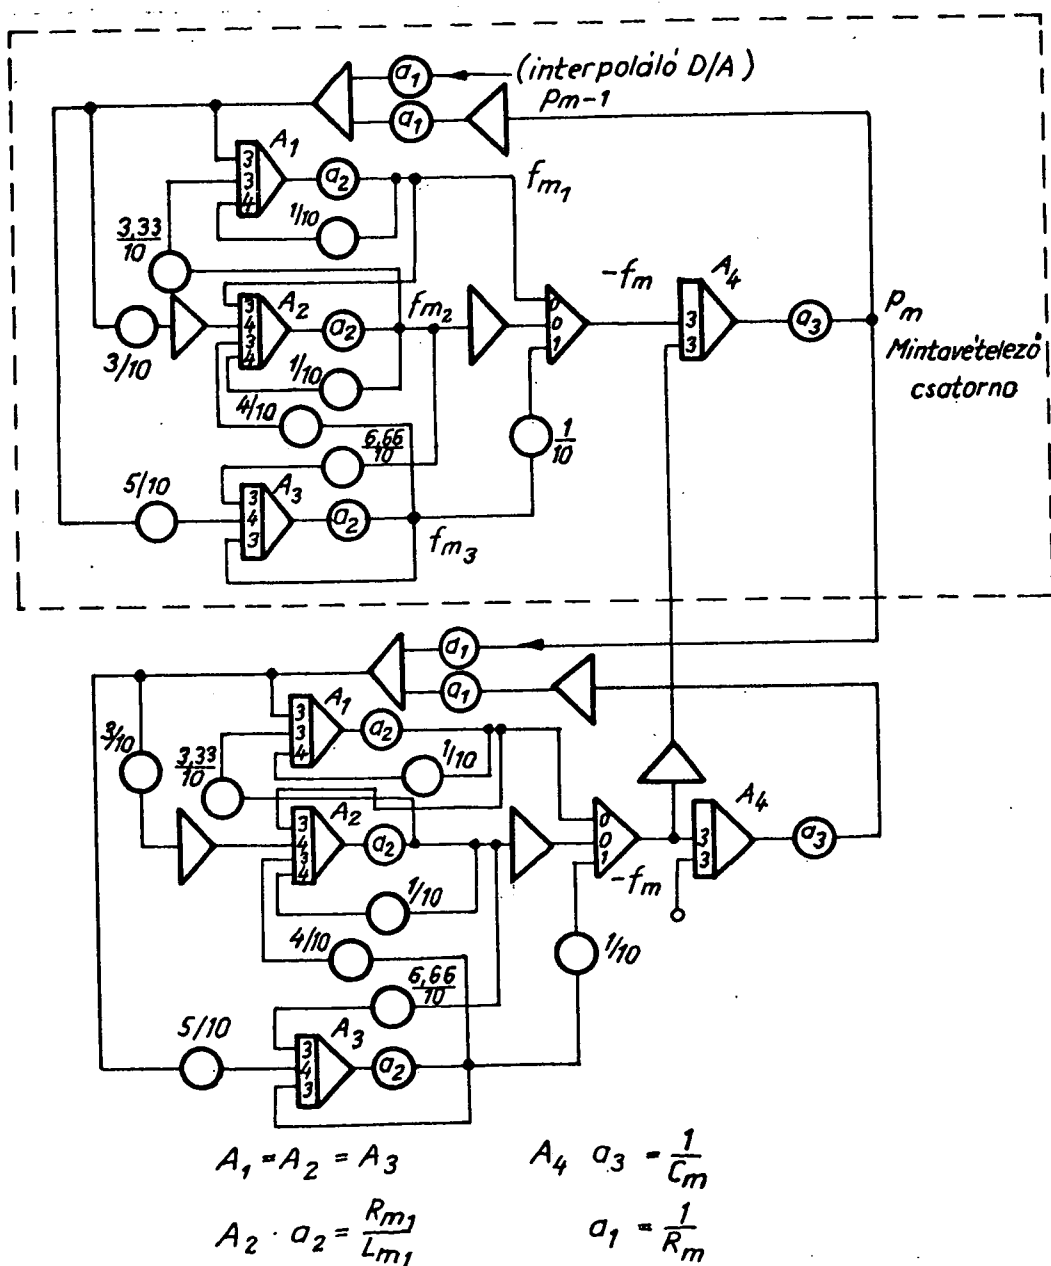 a1 (interpoláló D/A)
a1 Pm-1
A1
3
3
4
a2
fm1
1/10
3,33/10
A2
3
4
3
4
a2
fm2
-fm
A4
3
3
a3
Pm
Mintavételező
csatorna
0
0
1
3/10
1/10
4/10
6,66/10
1/10
5/10
A3
3
4
3
a2
fm3
a1
a1
A1
3
3
4
a2
3/10
3,33/10
1/10
A2
3
4
3
4
a2
0
0
1
-fm
A4
3
3
a3
1/10
4/10
1/10
6,66/10
5/10
A3
3
4
3
a2
A1 = A2 = A3
A4 a3 = 1/Cm
A2 · a2 = Rm1/Lm1
a1 = 1/Rm